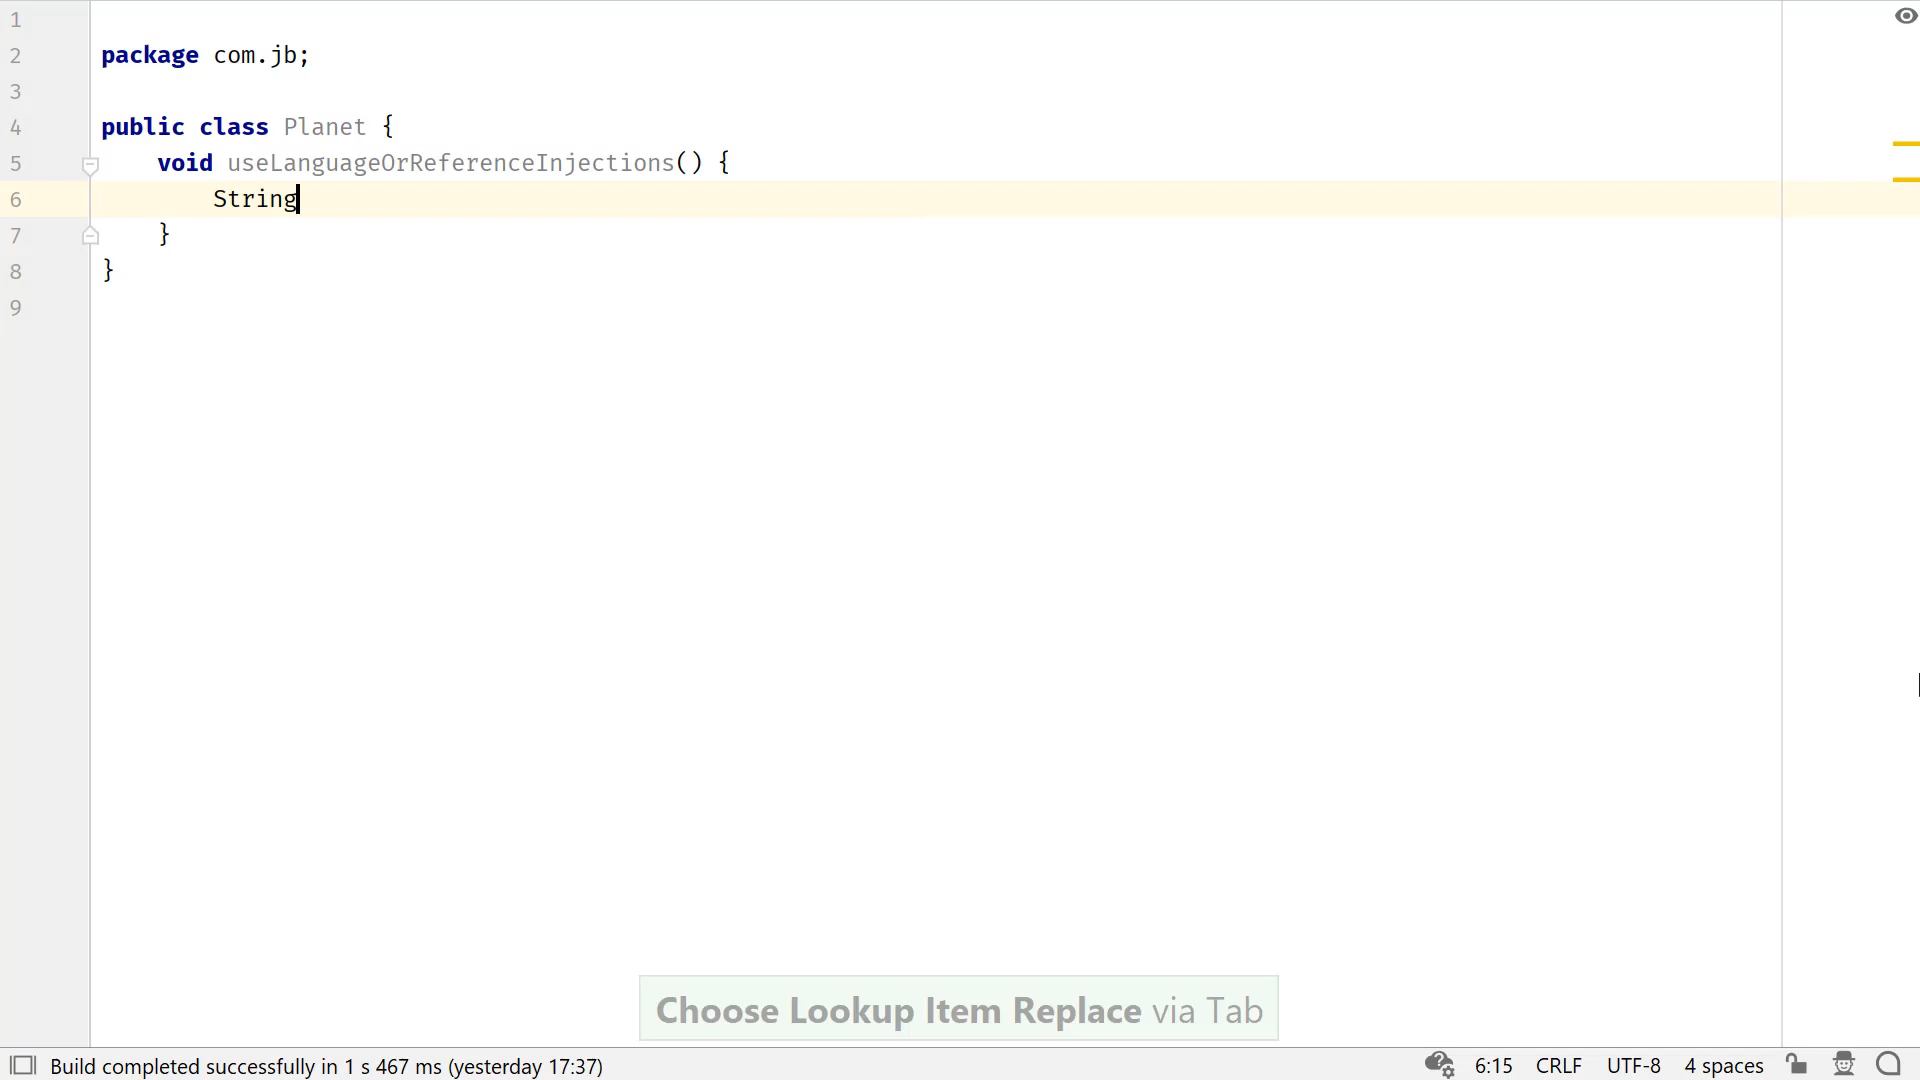 1
2 package com.jb;
3
4 public class Planet {
5 void useLanguageOrReferenceInjections() {
6 String
7 }
8 }
9
Choose Lookup Item Replace via Tab
Build completed successfully in 1 s 467 ms (yesterday 17:37) 6:15 CRLF UTF-8 4 spaces